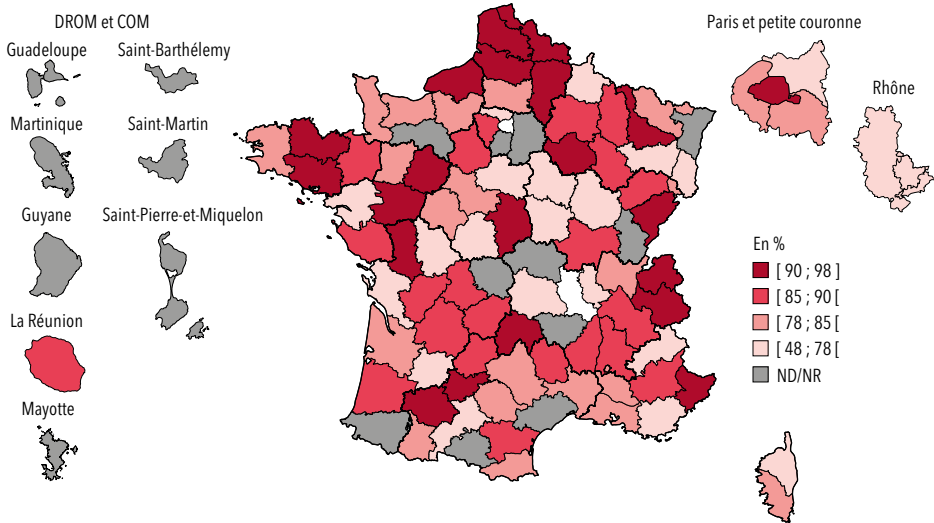 DROM et COM
Guadeloupe
Saint-Barthélemy
Martinique
Saint-Martin
Guyane
Saint-Pierre-et-Miquelon
La Réunion
Mayotte
Paris et petite couronne
Rhône
En %
[ 90 ; 98 ]
[ 85 ; 90 [
[ 78 ; 85 [
[ 48 ; 78 [
ND/NR